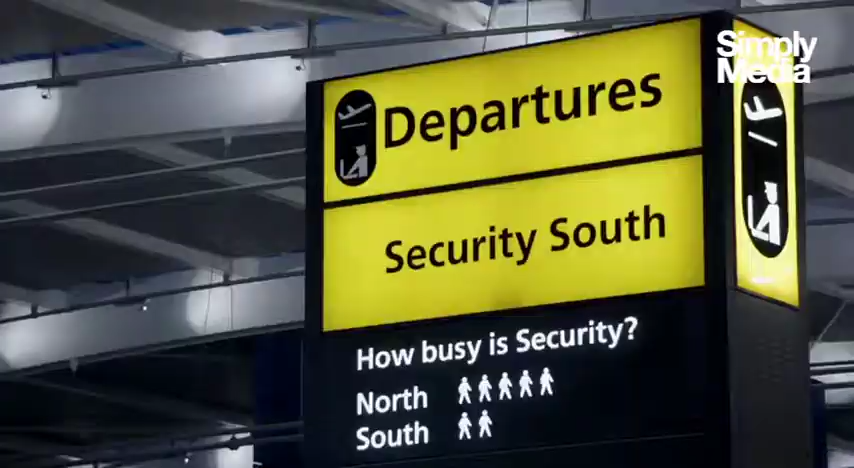 Simply
Media
Departures
Security South
How busy is Security?
North
South